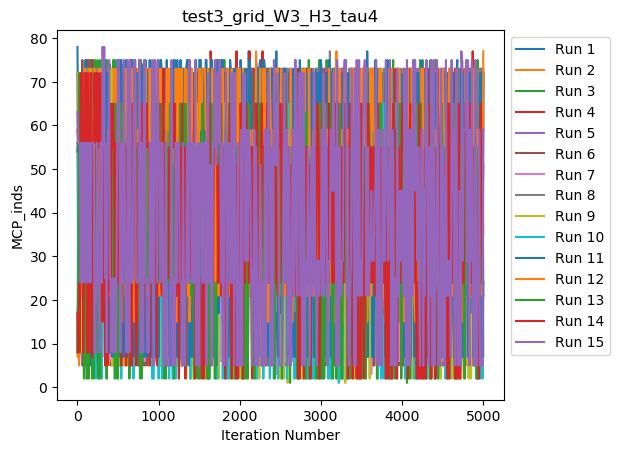 test3_grid_W3_H3_tau4
MCP_inds
80
70
60
50
40
30
20
10
0
0 1000 2000 3000 4000 5000
Iteration Number
Run 1
Run 2
Run 3
Run 4
Run 5
Run 6
Run 7
Run 8
Run 9
Run 10
Run 11
Run 12
Run 13
Run 14
Run 15